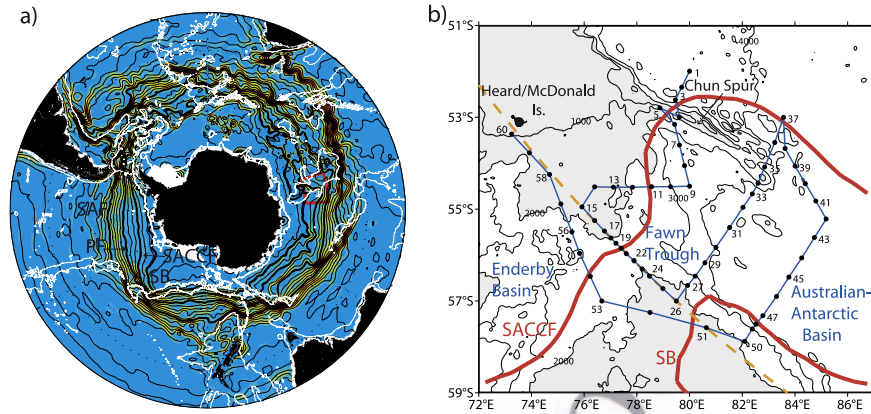 a)
SAF
PF
SACCF
SB
b)
51°S
53°S
55°S
57°S
59°S
72°E
74°E
76°E
78°E
80°E
82°E
84°E
86°E
4000
1
Chun Spur
3
5
7
9
11
13
3000
Heard/McDonald
Is.
1000
60
58
2000
56
15
17
19
22
24
26
27
29
31
33
35
37
39
41
43
45
47
50
51
53
Fawn
Trough
Enderby
Basin
Australian-
Antarctic
Basin
SACCF
SB
2000